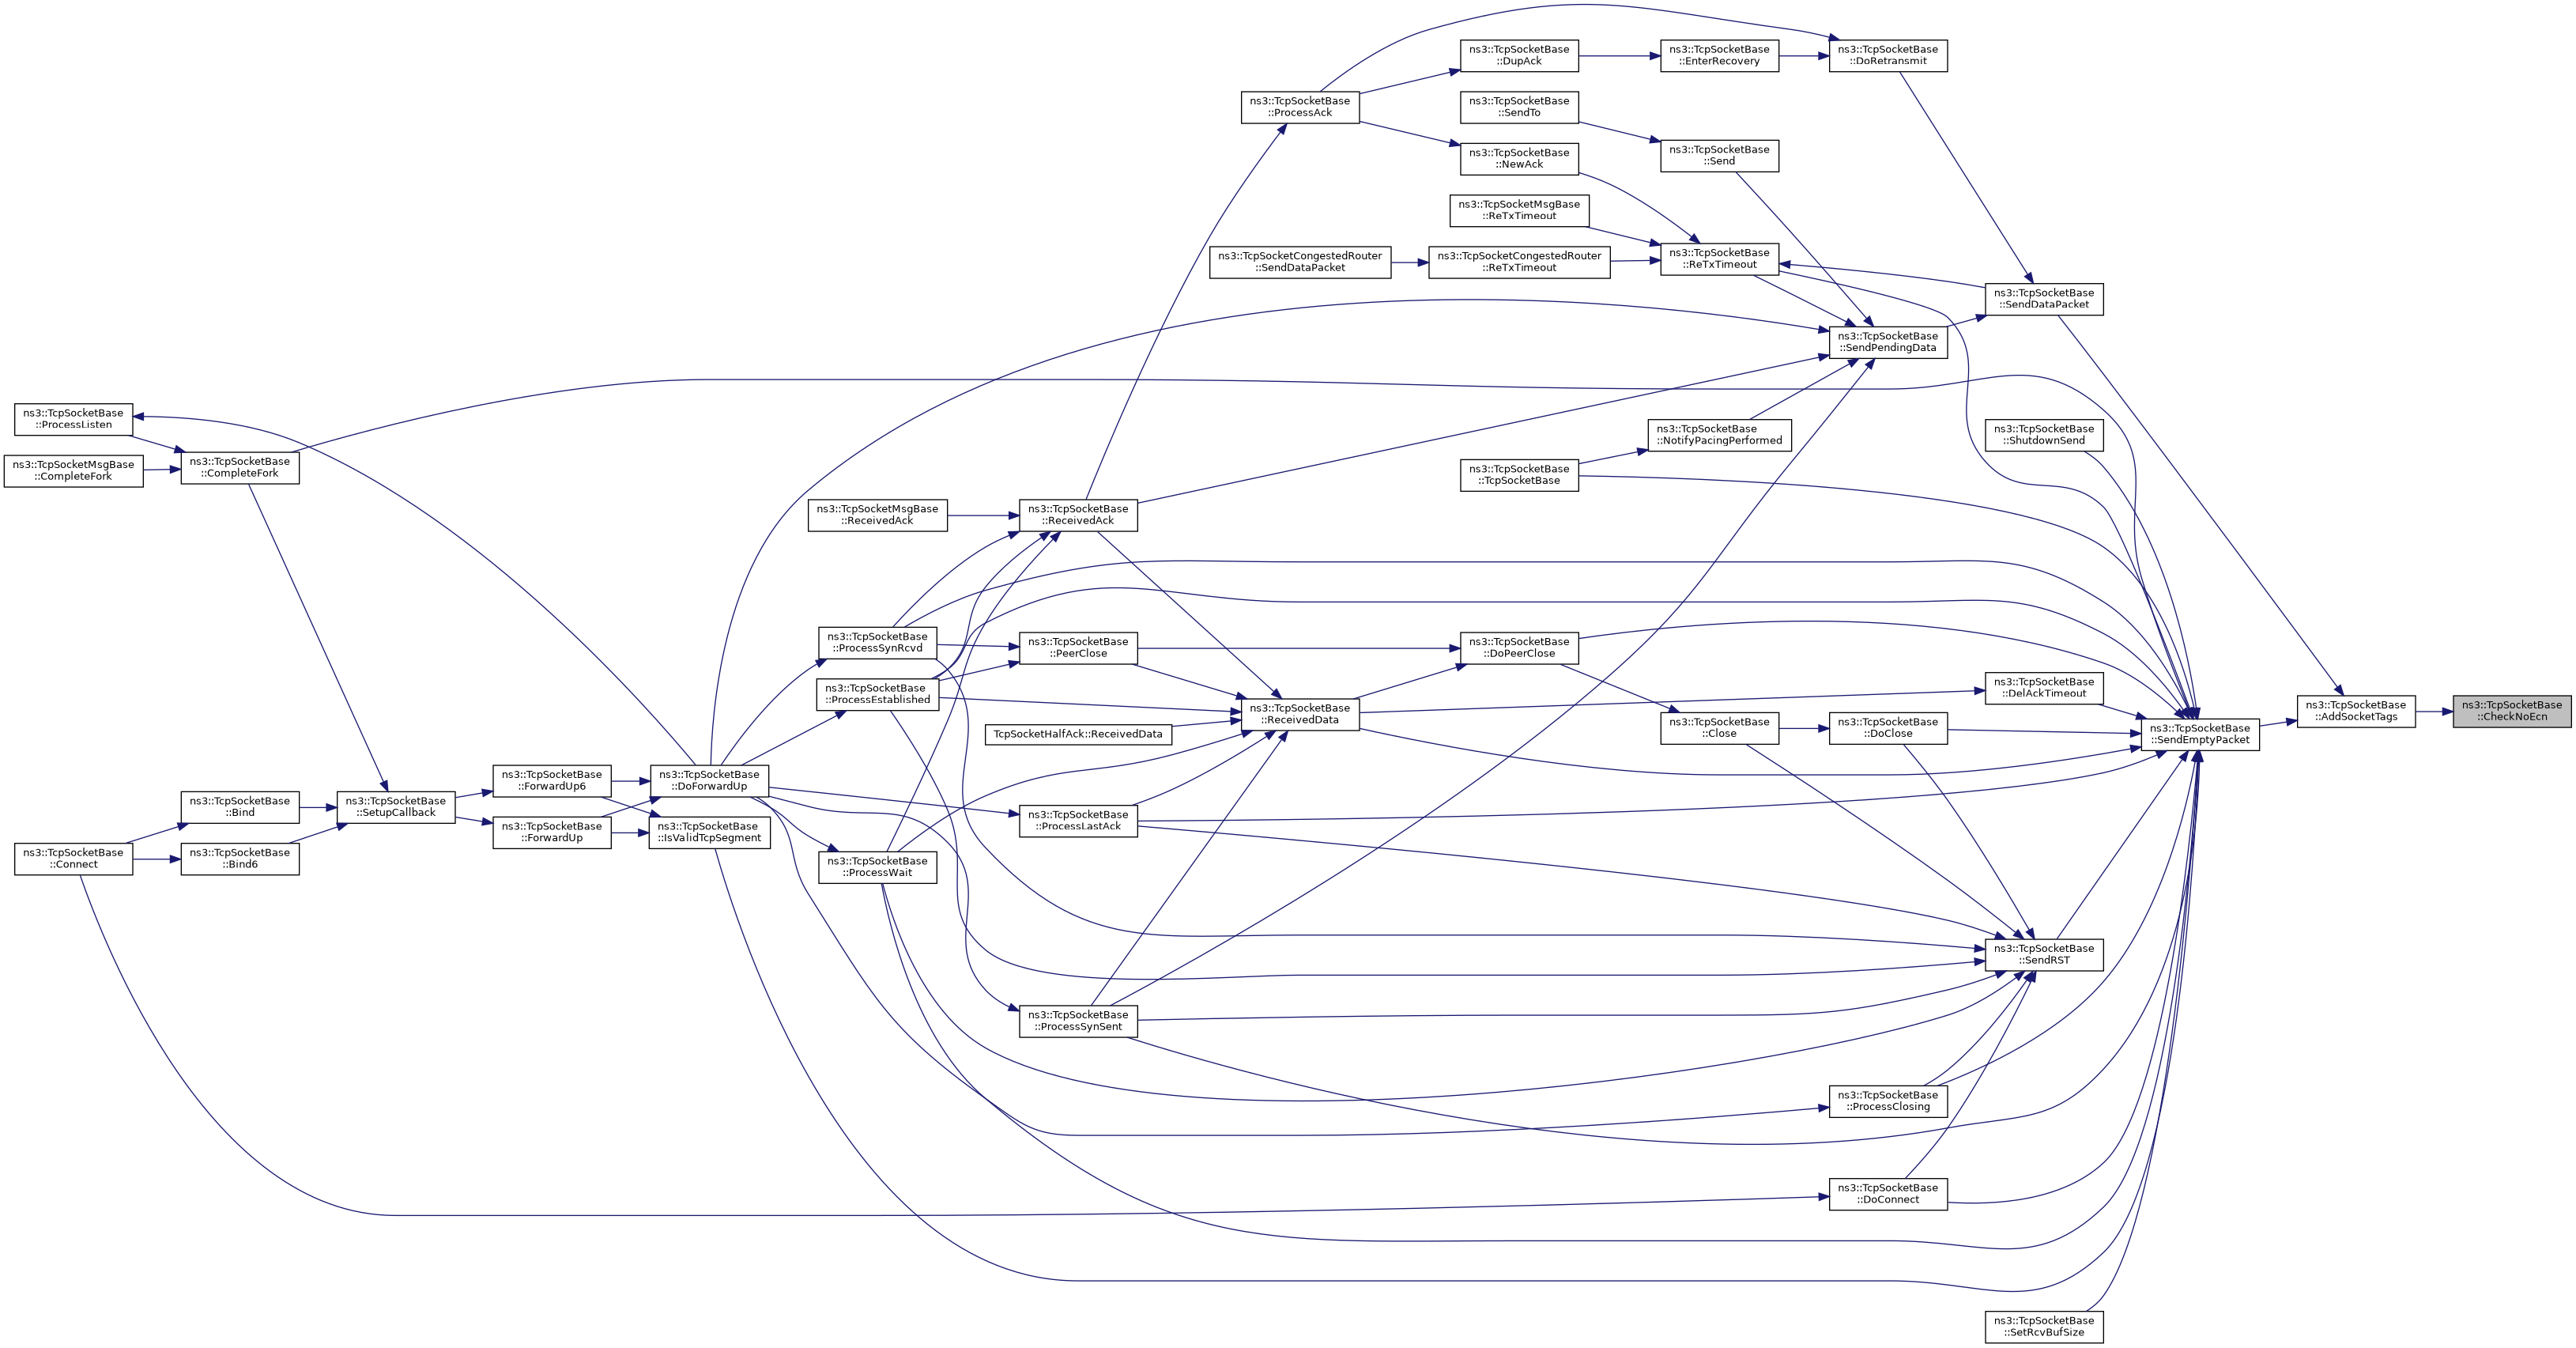 ns3::TcpSocketBase
::DoRetransmit
ns3::TcpSocketBase
::DupAck
ns3::TcpSocketBase
::EnterRecovery
ns3::TcpSocketBase
::ProcessAck
ns3::TcpSocketBase
::SendTo
ns3::TcpSocketBase
::Send
ns3::TcpSocketBase
::NewAck
ns3::TcpSocketMsgBase
::ReTxTimeout
ns3::TcpSocketCongestedRouter
::SendDataPacket
ns3::TcpSocketCongestedRouter
::ReTxTimeout
ns3::TcpSocketBase
::ReTxTimeout
ns3::TcpSocketBase
::SendDataPacket
ns3::TcpSocketBase
::SendPendingData
ns3::TcpSocketBase
::ProcessListen
ns3::TcpSocketBase
::NotifyPacingPerformed
ns3::TcpSocketBase
::ShutdownSend
ns3::TcpSocketMsgBase
::CompleteFork
ns3::TcpSocketBase
::CompleteFork
ns3::TcpSocketBase
::TcpSocketBase
ns3::TcpSocketMsgBase
::ReceivedAck
ns3::TcpSocketBase
::ReceivedAck
ns3::TcpSocketBase
::ProcessSynRcvd
ns3::TcpSocketBase
::PeerClose
ns3::TcpSocketBase
::DoPeerClose
ns3::TcpSocketBase
::ProcessEstablished
ns3::TcpSocketBase
::DelAckTimeout
ns3::TcpSocketBase
::ReceivedData
TcpSocketHalfAck::ReceivedData
ns3::TcpSocketBase
::Close
ns3::TcpSocketBase
::DoClose
ns3::TcpSocketBase
::SendEmptyPacket
ns3::TcpSocketBase
::AddSocketTags
ns3::TcpSocketBase
::CheckNoEcn
ns3::TcpSocketBase
::Bind
ns3::TcpSocketBase
::SetupCallback
ns3::TcpSocketBase
::ForwardUp6
ns3::TcpSocketBase
::DoForwardUp
ns3::TcpSocketBase
::ForwardUp
ns3::TcpSocketBase
::IsValidTcpSegment
ns3::TcpSocketBase
::ProcessLastAck
ns3::TcpSocketBase
::Connect
ns3::TcpSocketBase
::Bind6
ns3::TcpSocketBase
::ProcessWait
ns3::TcpSocketBase
::SendRST
ns3::TcpSocketBase
::ProcessSynSent
ns3::TcpSocketBase
::ProcessClosing
ns3::TcpSocketBase
::DoConnect
ns3::TcpSocketBase
::SetRcvBufSize